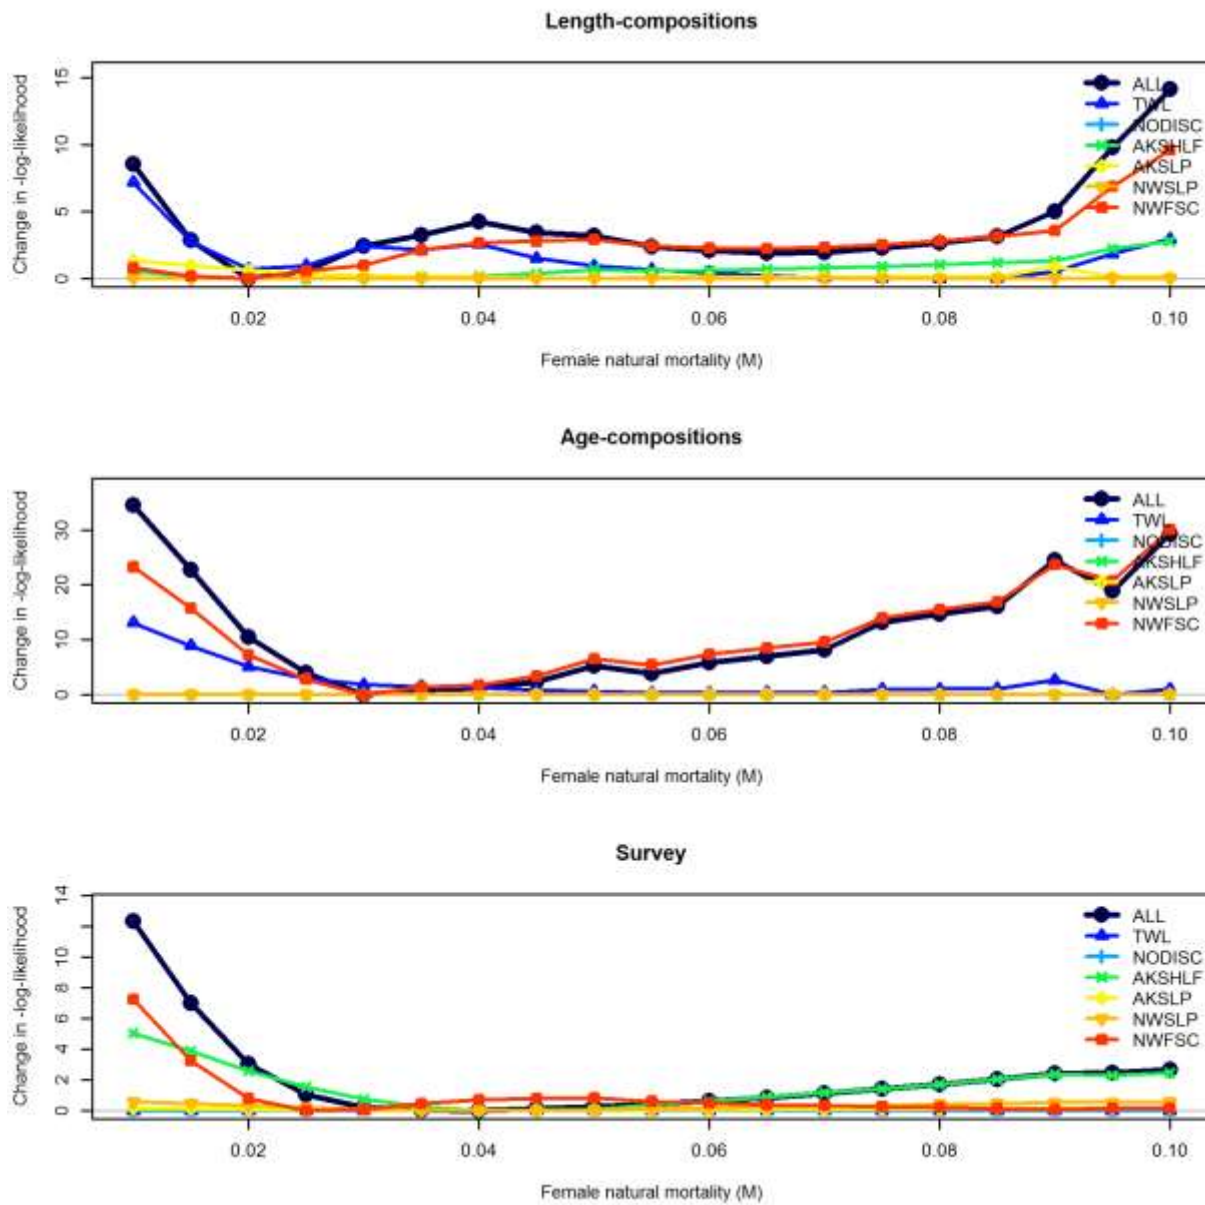 Length-compositions
Change in -log-likelihood
15
10
5
0
ALL
TWL
NODISC
AKSHLF
AKSLP
NWSLP
NWFSC
0.02 0.04 0.06 0.08 0.10
Female natural mortality (M)
Age-compositions
Change in -log-likelihood
30
20
10
0
ALL
TWL
NODISC
AKSHLF
AKSLP
NWSLP
NWFSC
0.02 0.04 0.06 0.08 0.10
Female natural mortality (M)
Survey
Change in -log-likelihood
14
10
8
6
4
2
0
ALL
TWL
NODISC
AKSHLF
AKSLP
NWSLP
NWFSC
0.02 0.04 0.06 0.08 0.10
Female natural mortality (M)